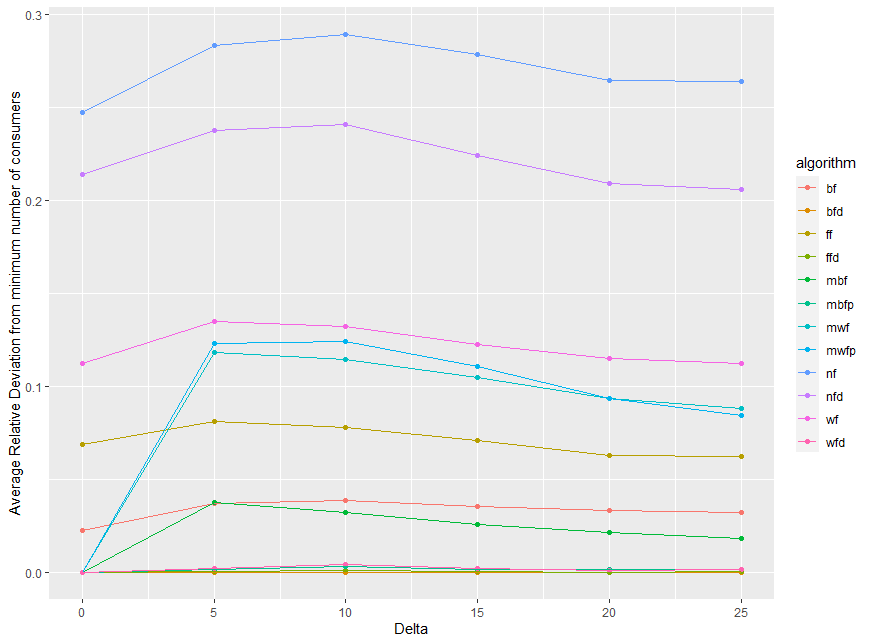 Average Relative Deviation from minimum number of consumers
0.3
0.2
0.1
0.0
0 5 10 15 20 25
Delta
algorithm
bf
bfd
ff
ffd
mbf
mbfp
mwf
mwfp
nf
nfd
wf
wfd